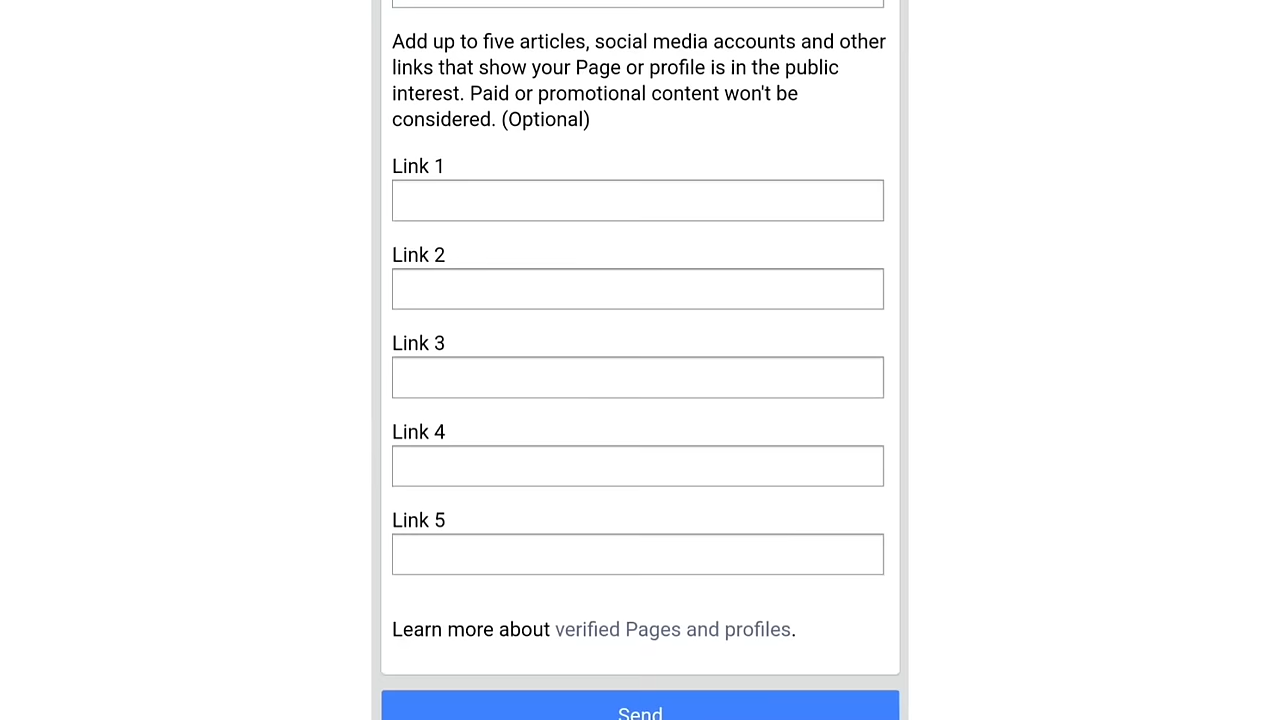 Add up to five articles, social media accounts and other
links that show your Page or profile is in the public
interest. Paid or promotional content won't be
considered. (Optional)
Link 1
Link 2
Link 3
Link 4
Link 5
Learn more about verified Pages and profiles.
Send